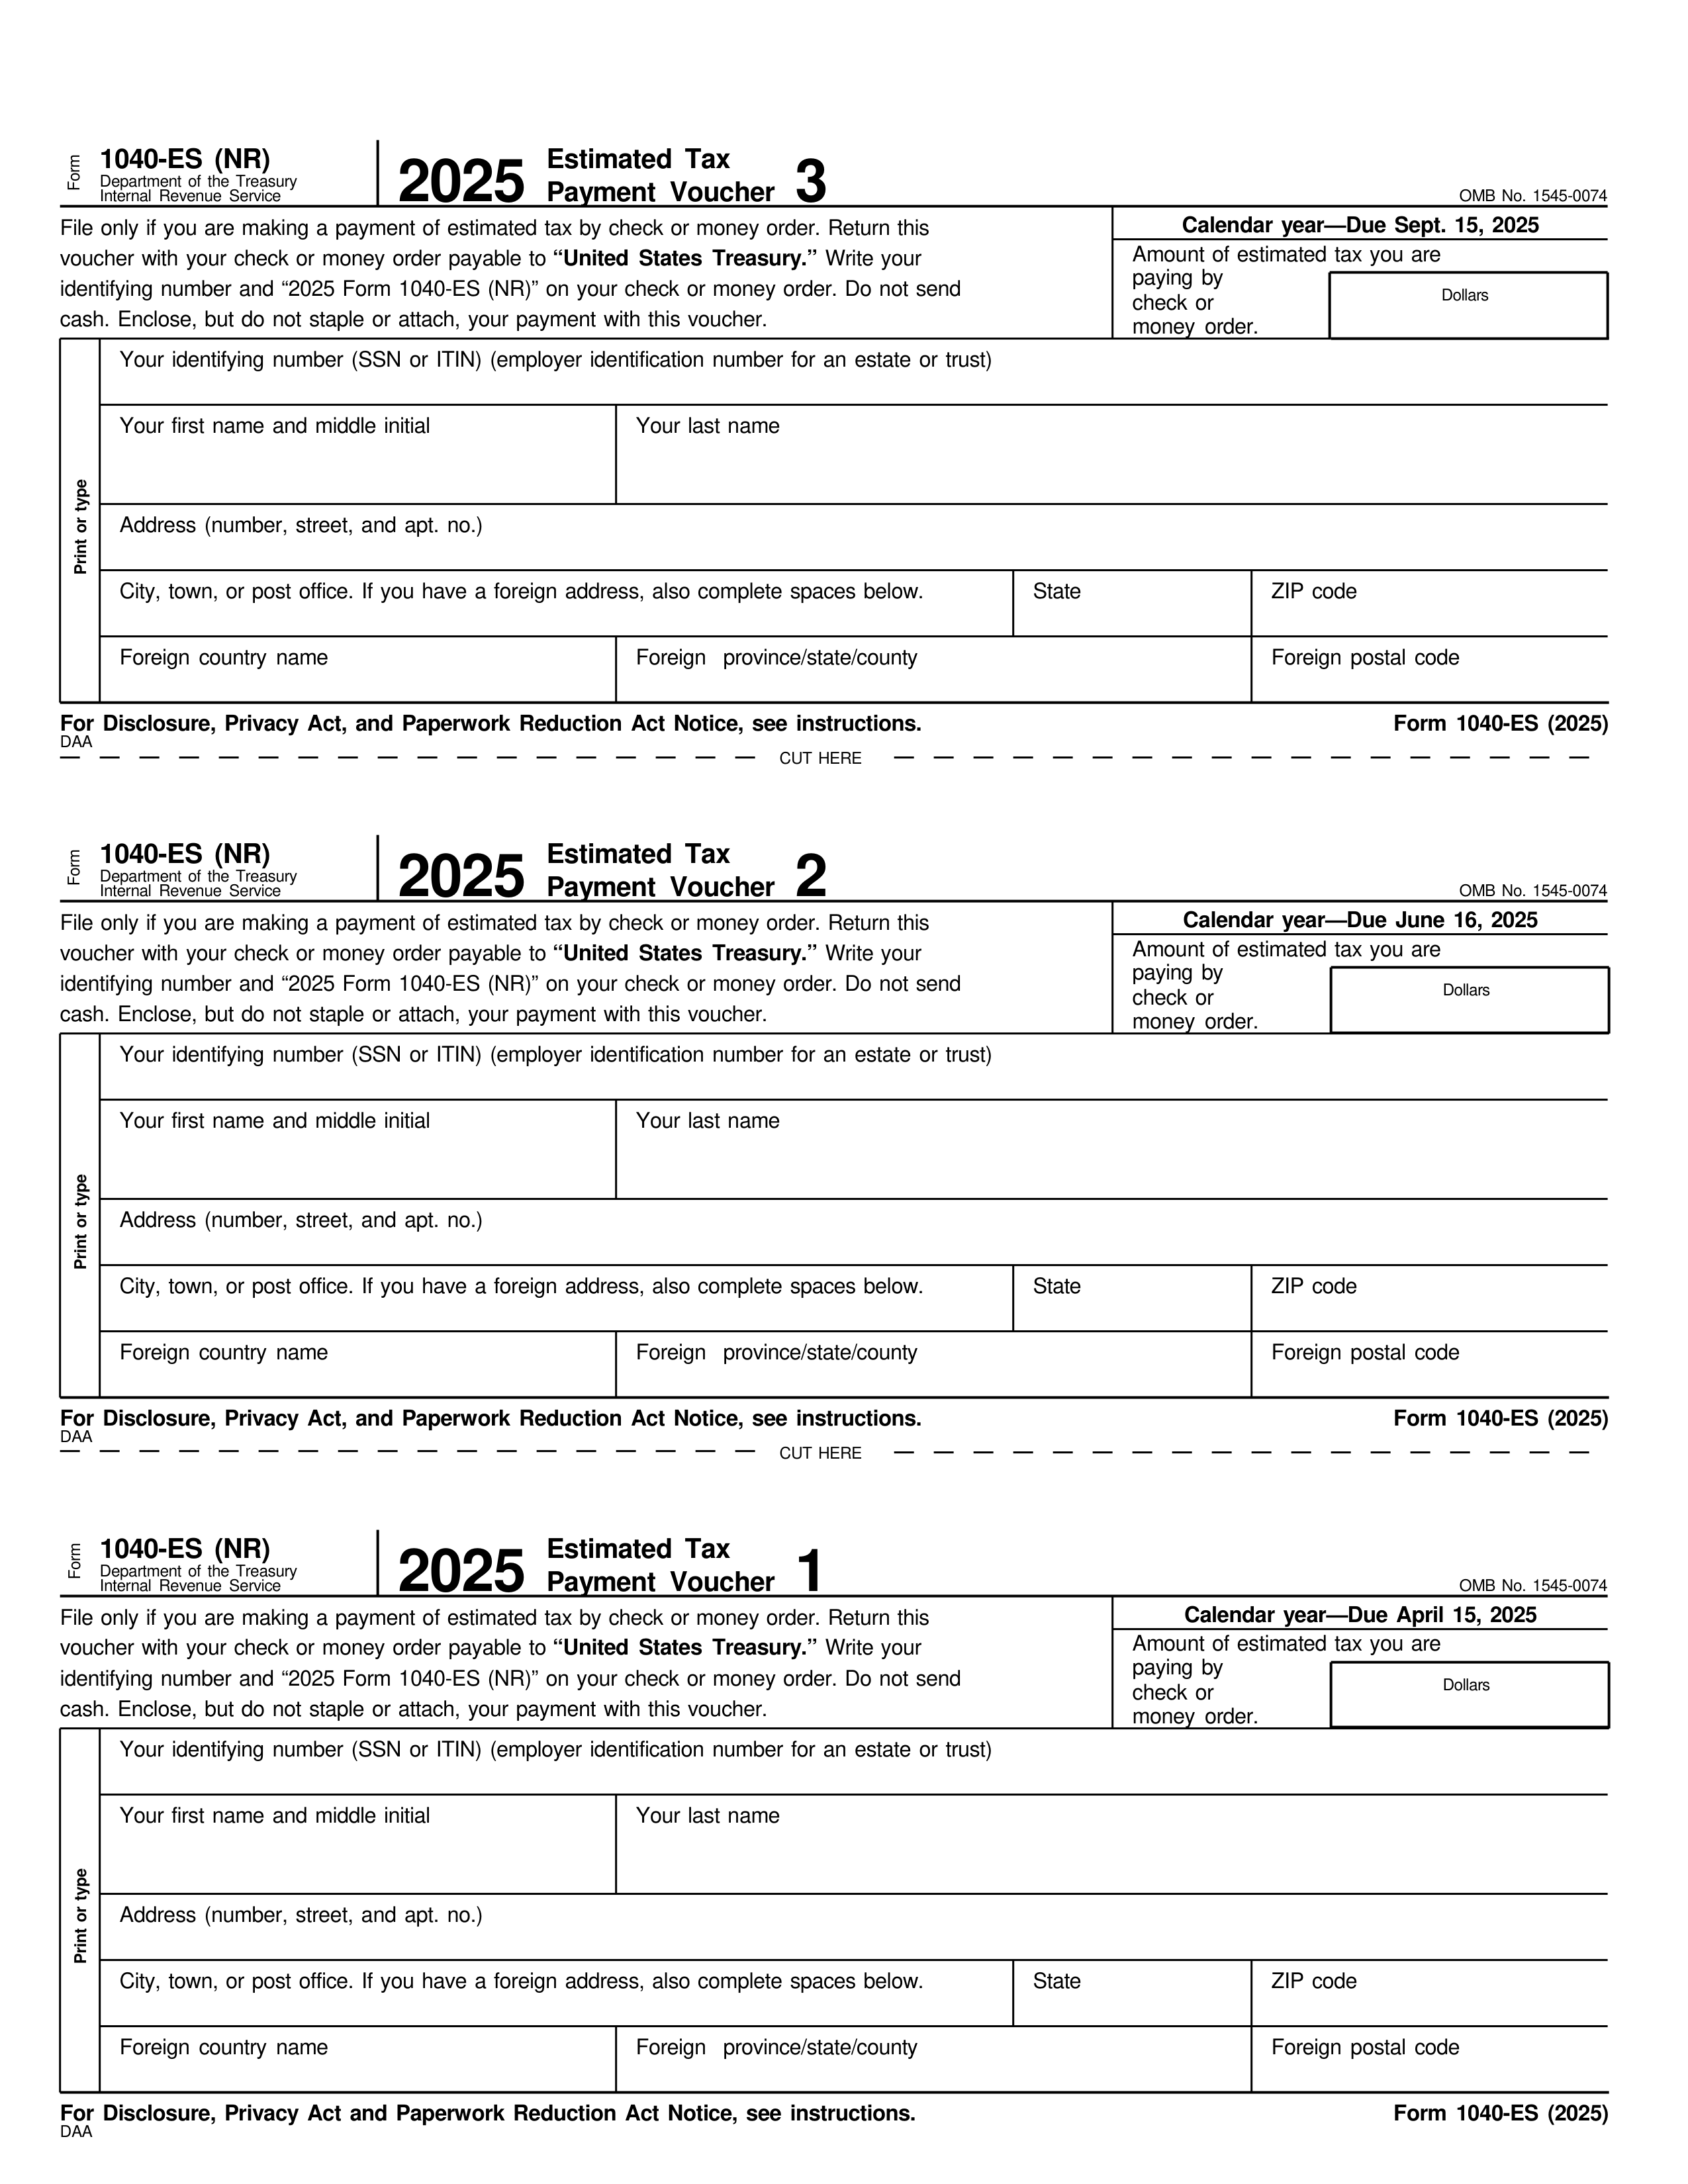 Form 1040-ES (NR)
Department of the Treasury
Internal Revenue Service
2025
Estimated Tax
Payment Voucher 3
OMB No. 1545-0074
File only if you are making a payment of estimated tax by check or money order. Return this
voucher with your check or money order payable to “United States Treasury.” Write your
identifying number and “2025 Form 1040-ES (NR)” on your check or money order. Do not send
cash. Enclose, but do not staple or attach, your payment with this voucher.
Calendar year—Due Sept. 15, 2025
Amount of estimated tax you are
paying by
check or
money order.
Dollars
Print or type
Your identifying number (SSN or ITIN) (employer identification number for an estate or trust)
Your first name and middle initial
Your last name
Address (number, street, and apt. no.)
City, town, or post office. If you have a foreign address, also complete spaces below.
State
ZIP code
Foreign country name
Foreign province/state/county
Foreign postal code
For Disclosure, Privacy Act, and Paperwork Reduction Act Notice, see instructions.
Form 1040-ES (2025)
DAA
CUT HERE
Form 1040-ES (NR)
Department of the Treasury
Internal Revenue Service
2025
Estimated Tax
Payment Voucher 2
OMB No. 1545-0074
File only if you are making a payment of estimated tax by check or money order. Return this
voucher with your check or money order payable to “United States Treasury.” Write your
identifying number and “2025 Form 1040-ES (NR)” on your check or money order. Do not send
cash. Enclose, but do not staple or attach, your payment with this voucher.
Calendar year—Due June 16, 2025
Amount of estimated tax you are
paying by
check or
money order.
Dollars
Print or type
Your identifying number (SSN or ITIN) (employer identification number for an estate or trust)
Your first name and middle initial
Your last name
Address (number, street, and apt. no.)
City, town, or post office. If you have a foreign address, also complete spaces below.
State
ZIP code
Foreign country name
Foreign province/state/county
Foreign postal code
For Disclosure, Privacy Act, and Paperwork Reduction Act Notice, see instructions.
Form 1040-ES (2025)
DAA
CUT HERE
Form 1040-ES (NR)
Department of the Treasury
Internal Revenue Service
2025
Estimated Tax
Payment Voucher 1
OMB No. 1545-0074
File only if you are making a payment of estimated tax by check or money order. Return this
voucher with your check or money order payable to “United States Treasury.” Write your
identifying number and “2025 Form 1040-ES (NR)” on your check or money order. Do not send
cash. Enclose, but do not staple or attach, your payment with this voucher.
Calendar year—Due April 15, 2025
Amount of estimated tax you are
paying by
check or
money order.
Dollars
Print or type
Your identifying number (SSN or ITIN) (employer identification number for an estate or trust)
Your first name and middle initial
Your last name
Address (number, street, and apt. no.)
City, town, or post office. If you have a foreign address, also complete spaces below.
State
ZIP code
Foreign country name
Foreign province/state/county
Foreign postal code
For Disclosure, Privacy Act and Paperwork Reduction Act Notice, see instructions.
Form 1040-ES (2025)
DAA